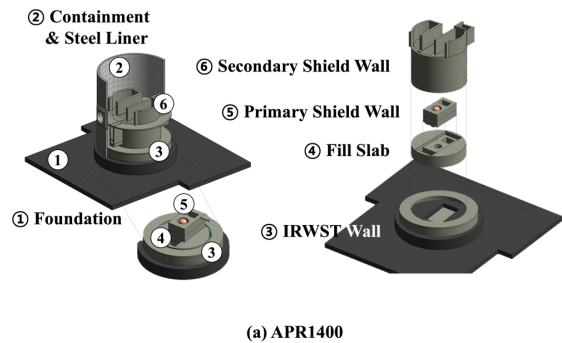 ② Containment
& Steel Liner
2
6
1
3
① Foundation
5
4
3
⑥ Secondary Shield Wall
⑤ Primary Shield Wall
④ Fill Slab
③ IRWST Wall
(a) APR1400